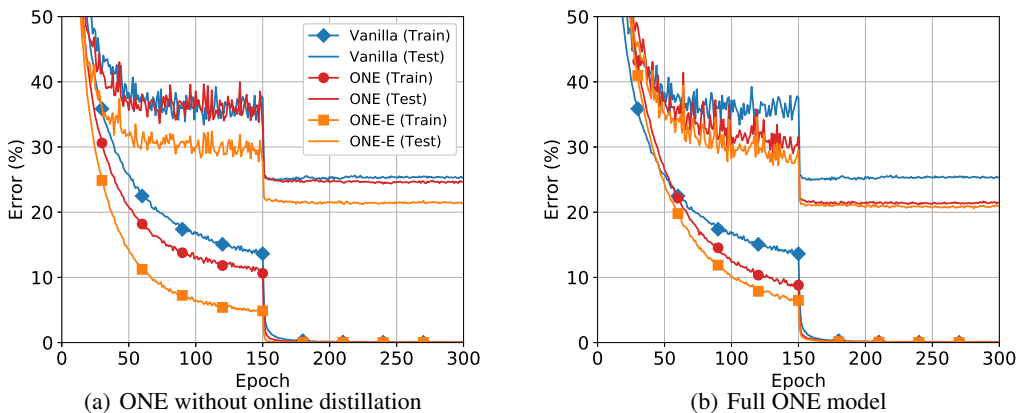 50
40
30
20
10
0
Error (%)
0 50 100 150 200 250 300
Epoch
Vanilla (Train)
Vanilla (Test)
ONE (Train)
ONE (Test)
ONE-E (Train)
ONE-E (Test)
(a) ONE without online distillation
50
40
30
20
10
0
Error (%)
0 50 100 150 200 250 300
Epoch
(b) Full ONE model